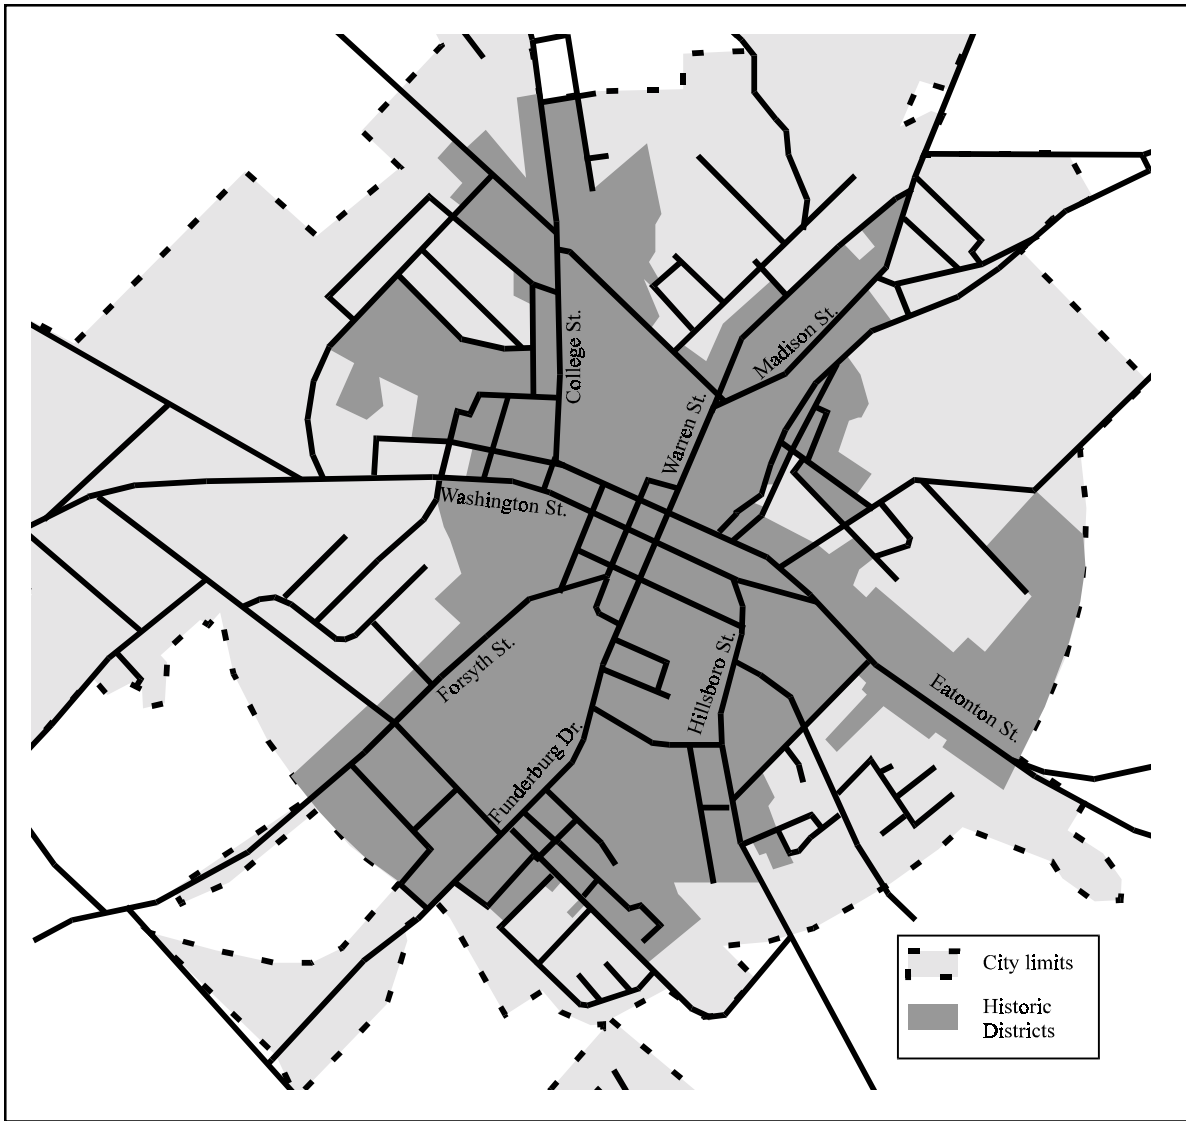 College St.
Madison St.
Warren St.
Washington St.
Forsyth St.
Hillsboro St.
Eatonton St.
Funderburg Dr.
City limits
Historic
Districts